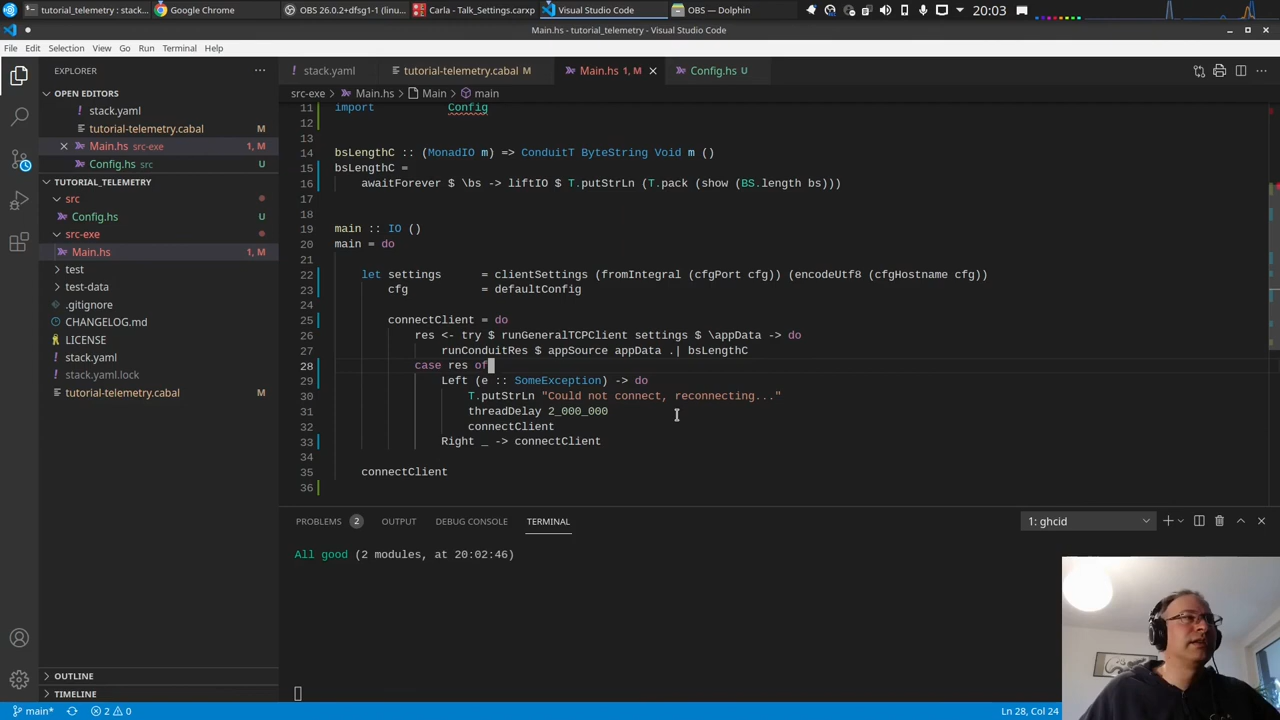 tutorial_telemetry : stack...
Google Chrome
OBS 26.0.2+dfsg1-1 (linu...
Carla - Talk_Settings.carxp
Visual Studio Code
OBS — Dolphin
20:03
Main.hs - tutorial_telemetry - Visual Studio Code
File Edit Selection View Go Run Terminal Help
EXPLORER
stack.yaml
tutorial-telemetry.cabal M
Main.hs 1, M
Config.hs U
src-exe > Main.hs > Main > main
OPEN EDITORS
stack.yaml
tutorial-telemetry.cabal M
Main.hs src-exe 1, M
Config.hs src U
TUTORIAL_TELEMETRY
src
Config.hs U
src-exe
Main.hs 1, M
test
test-data
.gitignore
CHANGELOG.md
LICENSE
stack.yaml
stack.yaml.lock
tutorial-telemetry.cabal M
OUTLINE
TIMELINE
11 import Config
12
13
14 bsLengthC :: (MonadIO m) => ConduitT ByteString Void m ()
15 bsLengthC =
16 awaitForever $ \bs -> liftIO $ T.putStrLn (T.pack (show (BS.length bs)))
17
18
19 main :: IO ()
20 main = do
21
22 let settings = clientSettings (fromIntegral (cfgPort cfg)) (encodeUtf8 (cfgHostname cfg))
23 cfg = defaultConfig
24
25 connectClient = do
26 res <- try $ runGeneralTCPClient settings $ \appData -> do
27 runConduitRes $ appSource appData .| bsLengthC
28 case res of
29 Left (e :: SomeException) -> do
30 T.putStrLn "Could not connect, reconnecting..."
31 threadDelay 2_000_000
32 connectClient
33 Right _ -> connectClient
34
35 connectClient
36
PROBLEMS 2 OUTPUT DEBUG CONSOLE TERMINAL
1: ghcid
All good (2 modules, at 20:02:46)
main* 2 0
Ln 28, Col 24